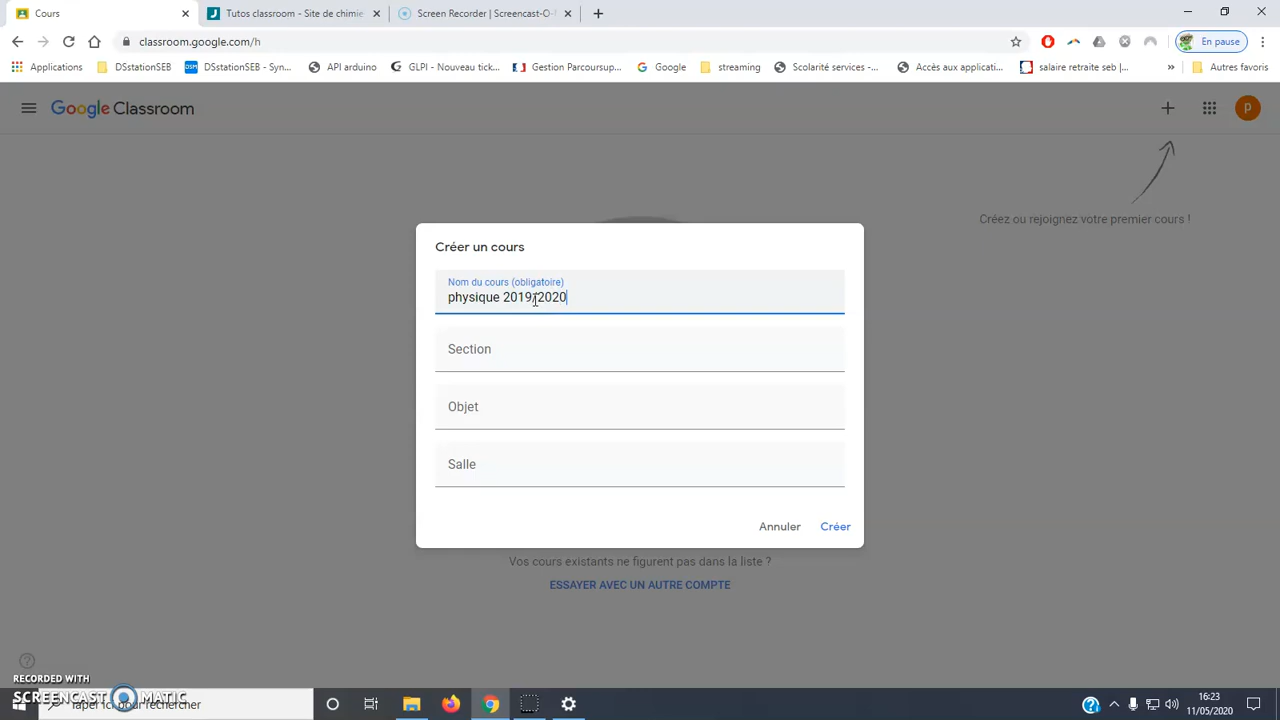 Cours
Tutos classroom - Site de chimie
Screen Recorder | Screencast-O-
classroom.google.com/h
En pause
Applications
DSstationSEB
DSstationSEB - Syn...
API arduino
GLPI - Nouveau tick...
Gestion Parcoursup...
Google
streaming
Scolarité services -...
Accès aux applicati...
salaire retraite seb |...
»
Autres favoris
Google Classroom
p
Créez ou rejoignez votre premier cours !
Créer un cours
Nom du cours (obligatoire)
physique 2019/2020
Section
Objet
Salle
Annuler
Créer
Vos cours existants ne figurent pas dans la liste ?
ESSAYER AVEC UN AUTRE COMPTE
RECORDED WITH
SCREENCAST MATIC
pour rechercher
16:23
11/05/2020